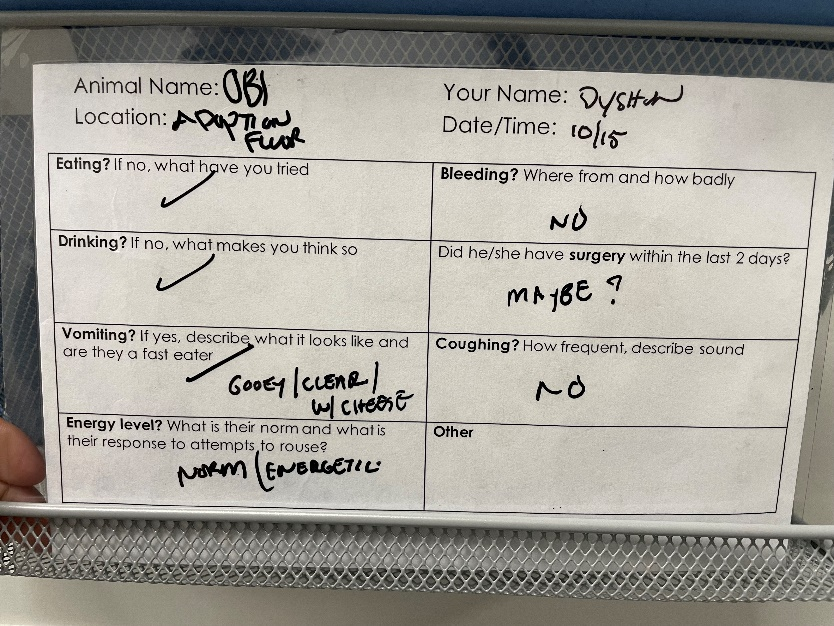 Animal Name: OBI
Your Name: DYSHUN
Location: ADOPTION
FLUOR
Date/Time: 10/15
Eating? If no, what have you tried
✓
Bleeding? Where from and how badly
NO
Drinking? If no, what makes you think so
✓
Did he/she have surgery within the last 2 days?
MAYBE ?
Vomiting? If yes, describe what it looks like and
are they a fast eater
✓
GOOEY/CLEAR/
W/ CHEESE
Coughing? How frequent, describe sound
NO
Energy level? What is their norm and what is
their response to attempts to rouse?
NORM/ENERGETIC
Other